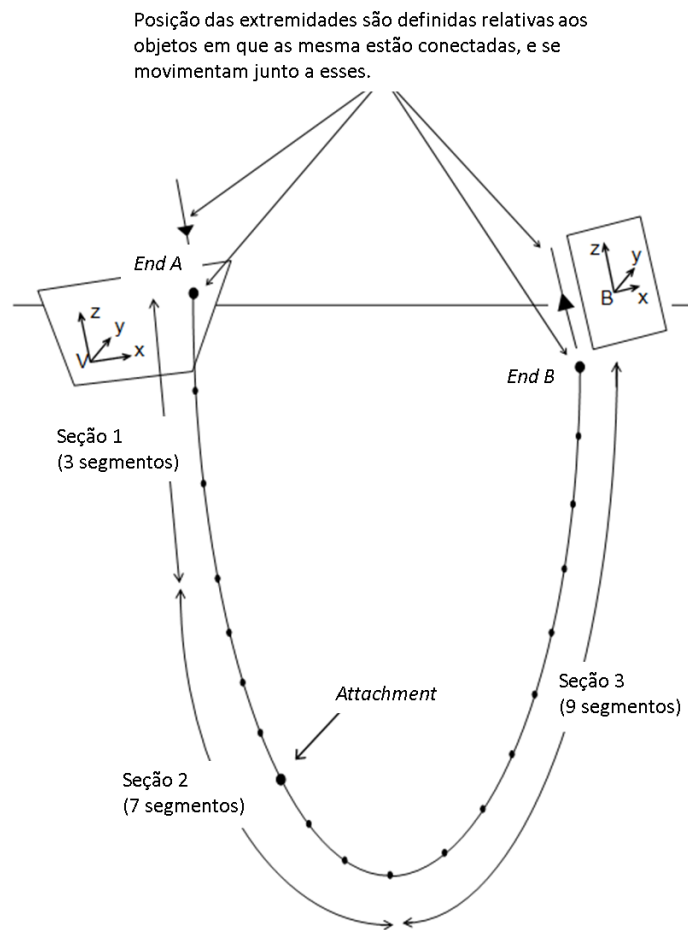 Posição das extremidades são definidas relativas aos
objetos em que as mesma estão conectadas, e se
movimentam junto a esses.
End A
z
y
x
V
z
y
x
B
End B
Seção 1
(3 segmentos)
Attachment
Seção 3
(9 segmentos)
Seção 2
(7 segmentos)